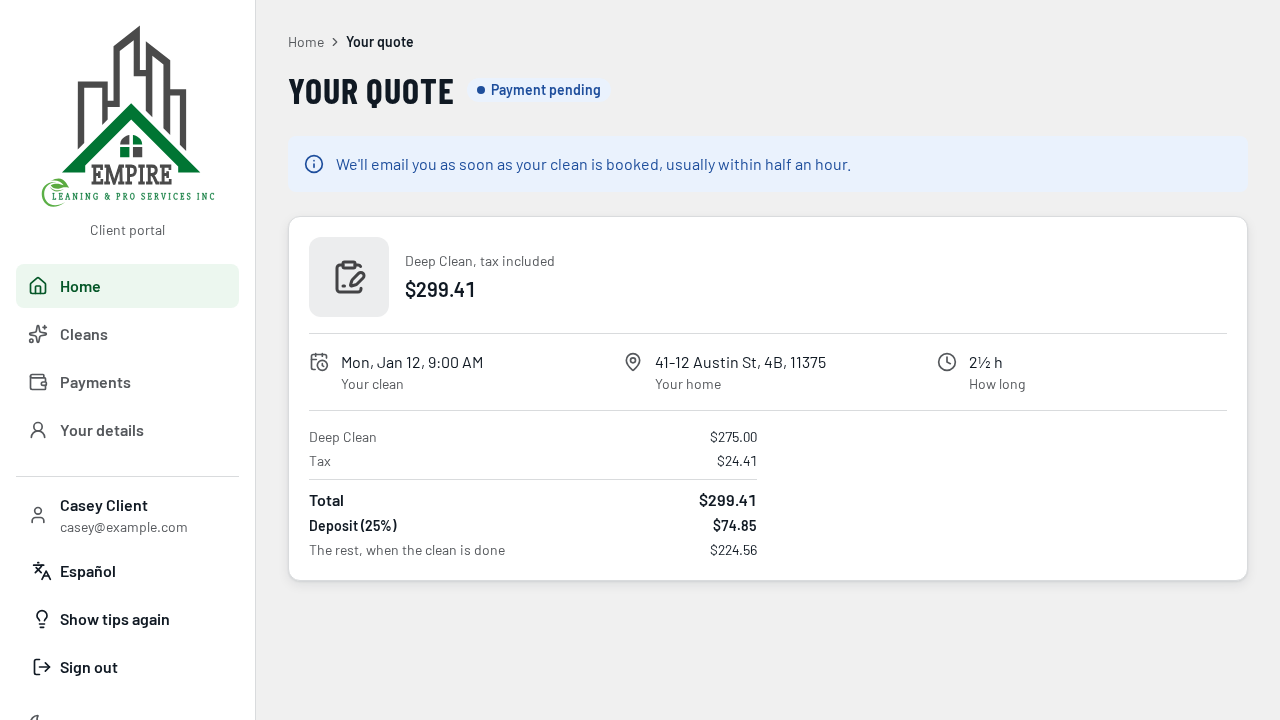 EMPIRE
LEANING & PRO SERVICES INC
Client portal
Home
Cleans
Payments
Your details
Casey Client
casey@example.com
Español
Show tips again
Sign out
Home > Your quote
YOUR QUOTE
Payment pending
We'll email you as soon as your clean is booked, usually within half an hour.
Deep Clean, tax included
$299.41
Mon, Jan 12, 9:00 AM
Your clean
41-12 Austin St, 4B, 11375
Your home
2½ h
How long
Deep Clean $275.00
Tax $24.41
Total $299.41
Deposit (25%) $74.85
The rest, when the clean is done $224.56